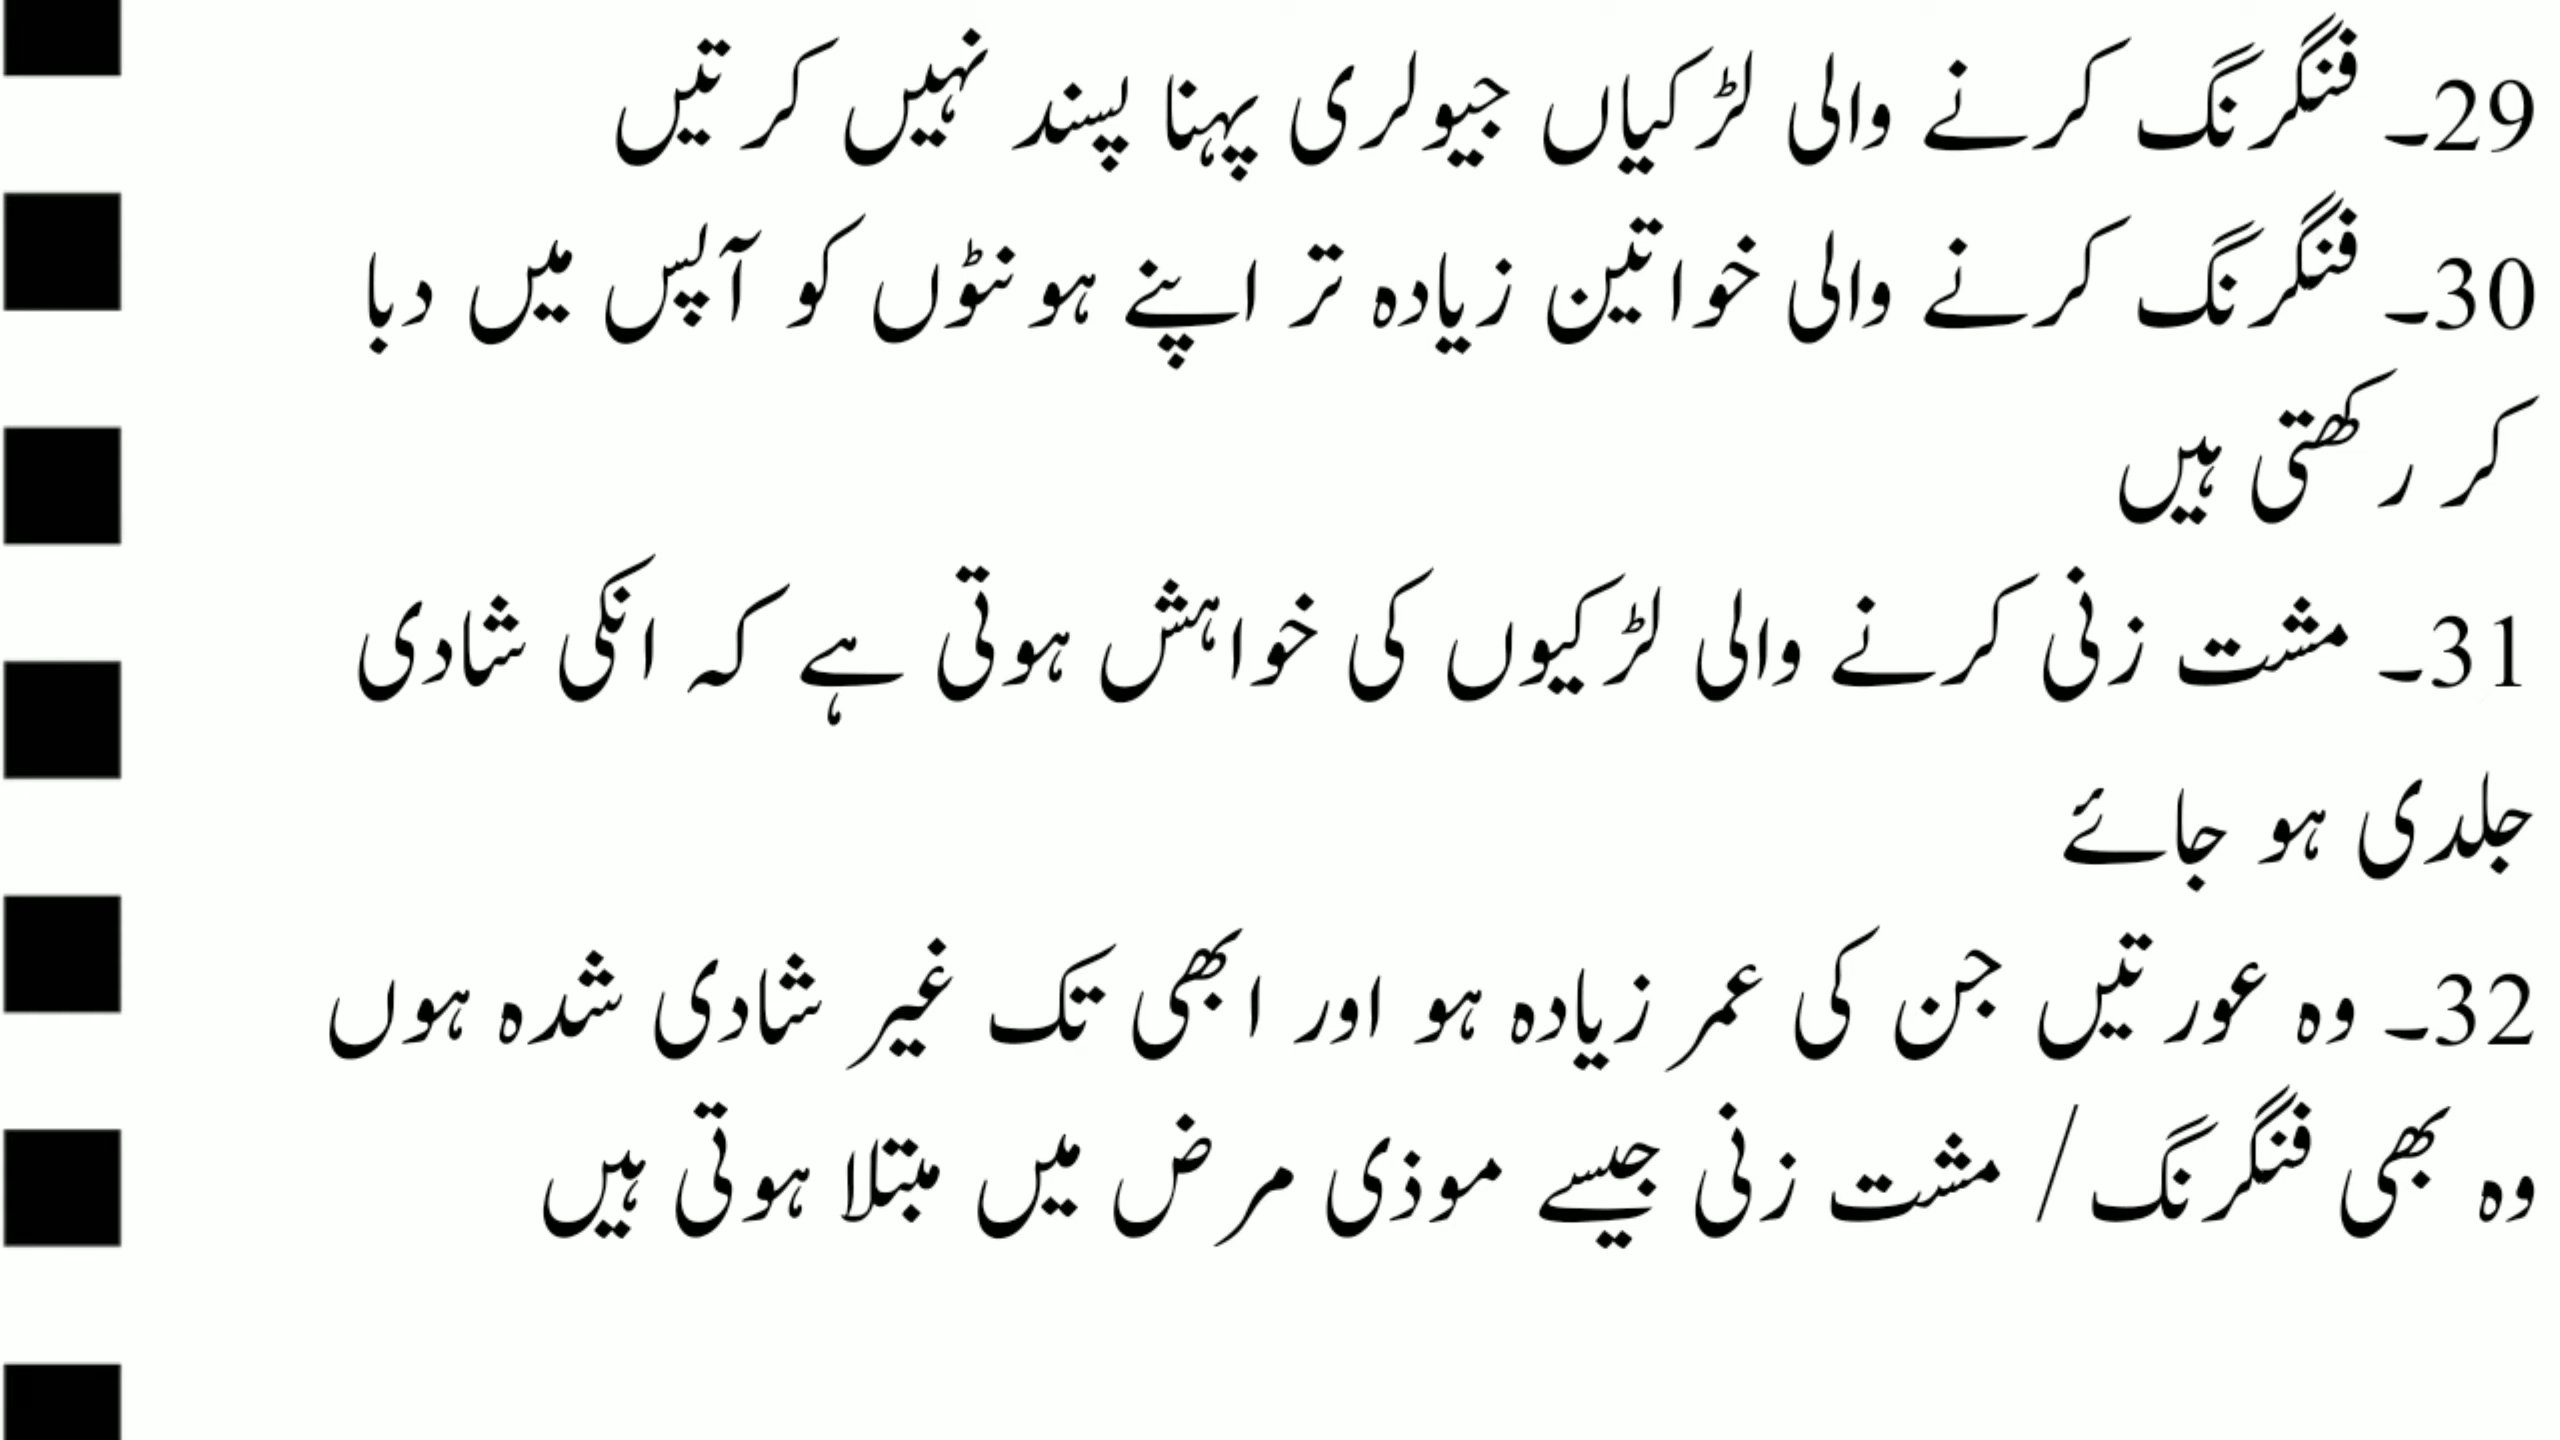 29۔ فنگرنگ کرنے والی لڑکیاں جیولری پہنا پسند نہیں کرتیں
30۔ فنگرنگ کرنے والی خواتین زیادہ تر اپنے ہونٹوں کو آپس میں دبا
کر رکھتی ہیں
31۔ مشت زنی کرنے والی لڑکیوں کی خواہش ہوتی ہے کہ انکی شادی
جلدی ہو جائے
32۔ وہ عورتیں جن کی عمر زیادہ ہو اور ابھی تک غیر شادی شدہ ہوں
وہ بھی فنگرنگ/ مشت زنی جیسے موذی مرض میں مبتلا ہوتی ہیں